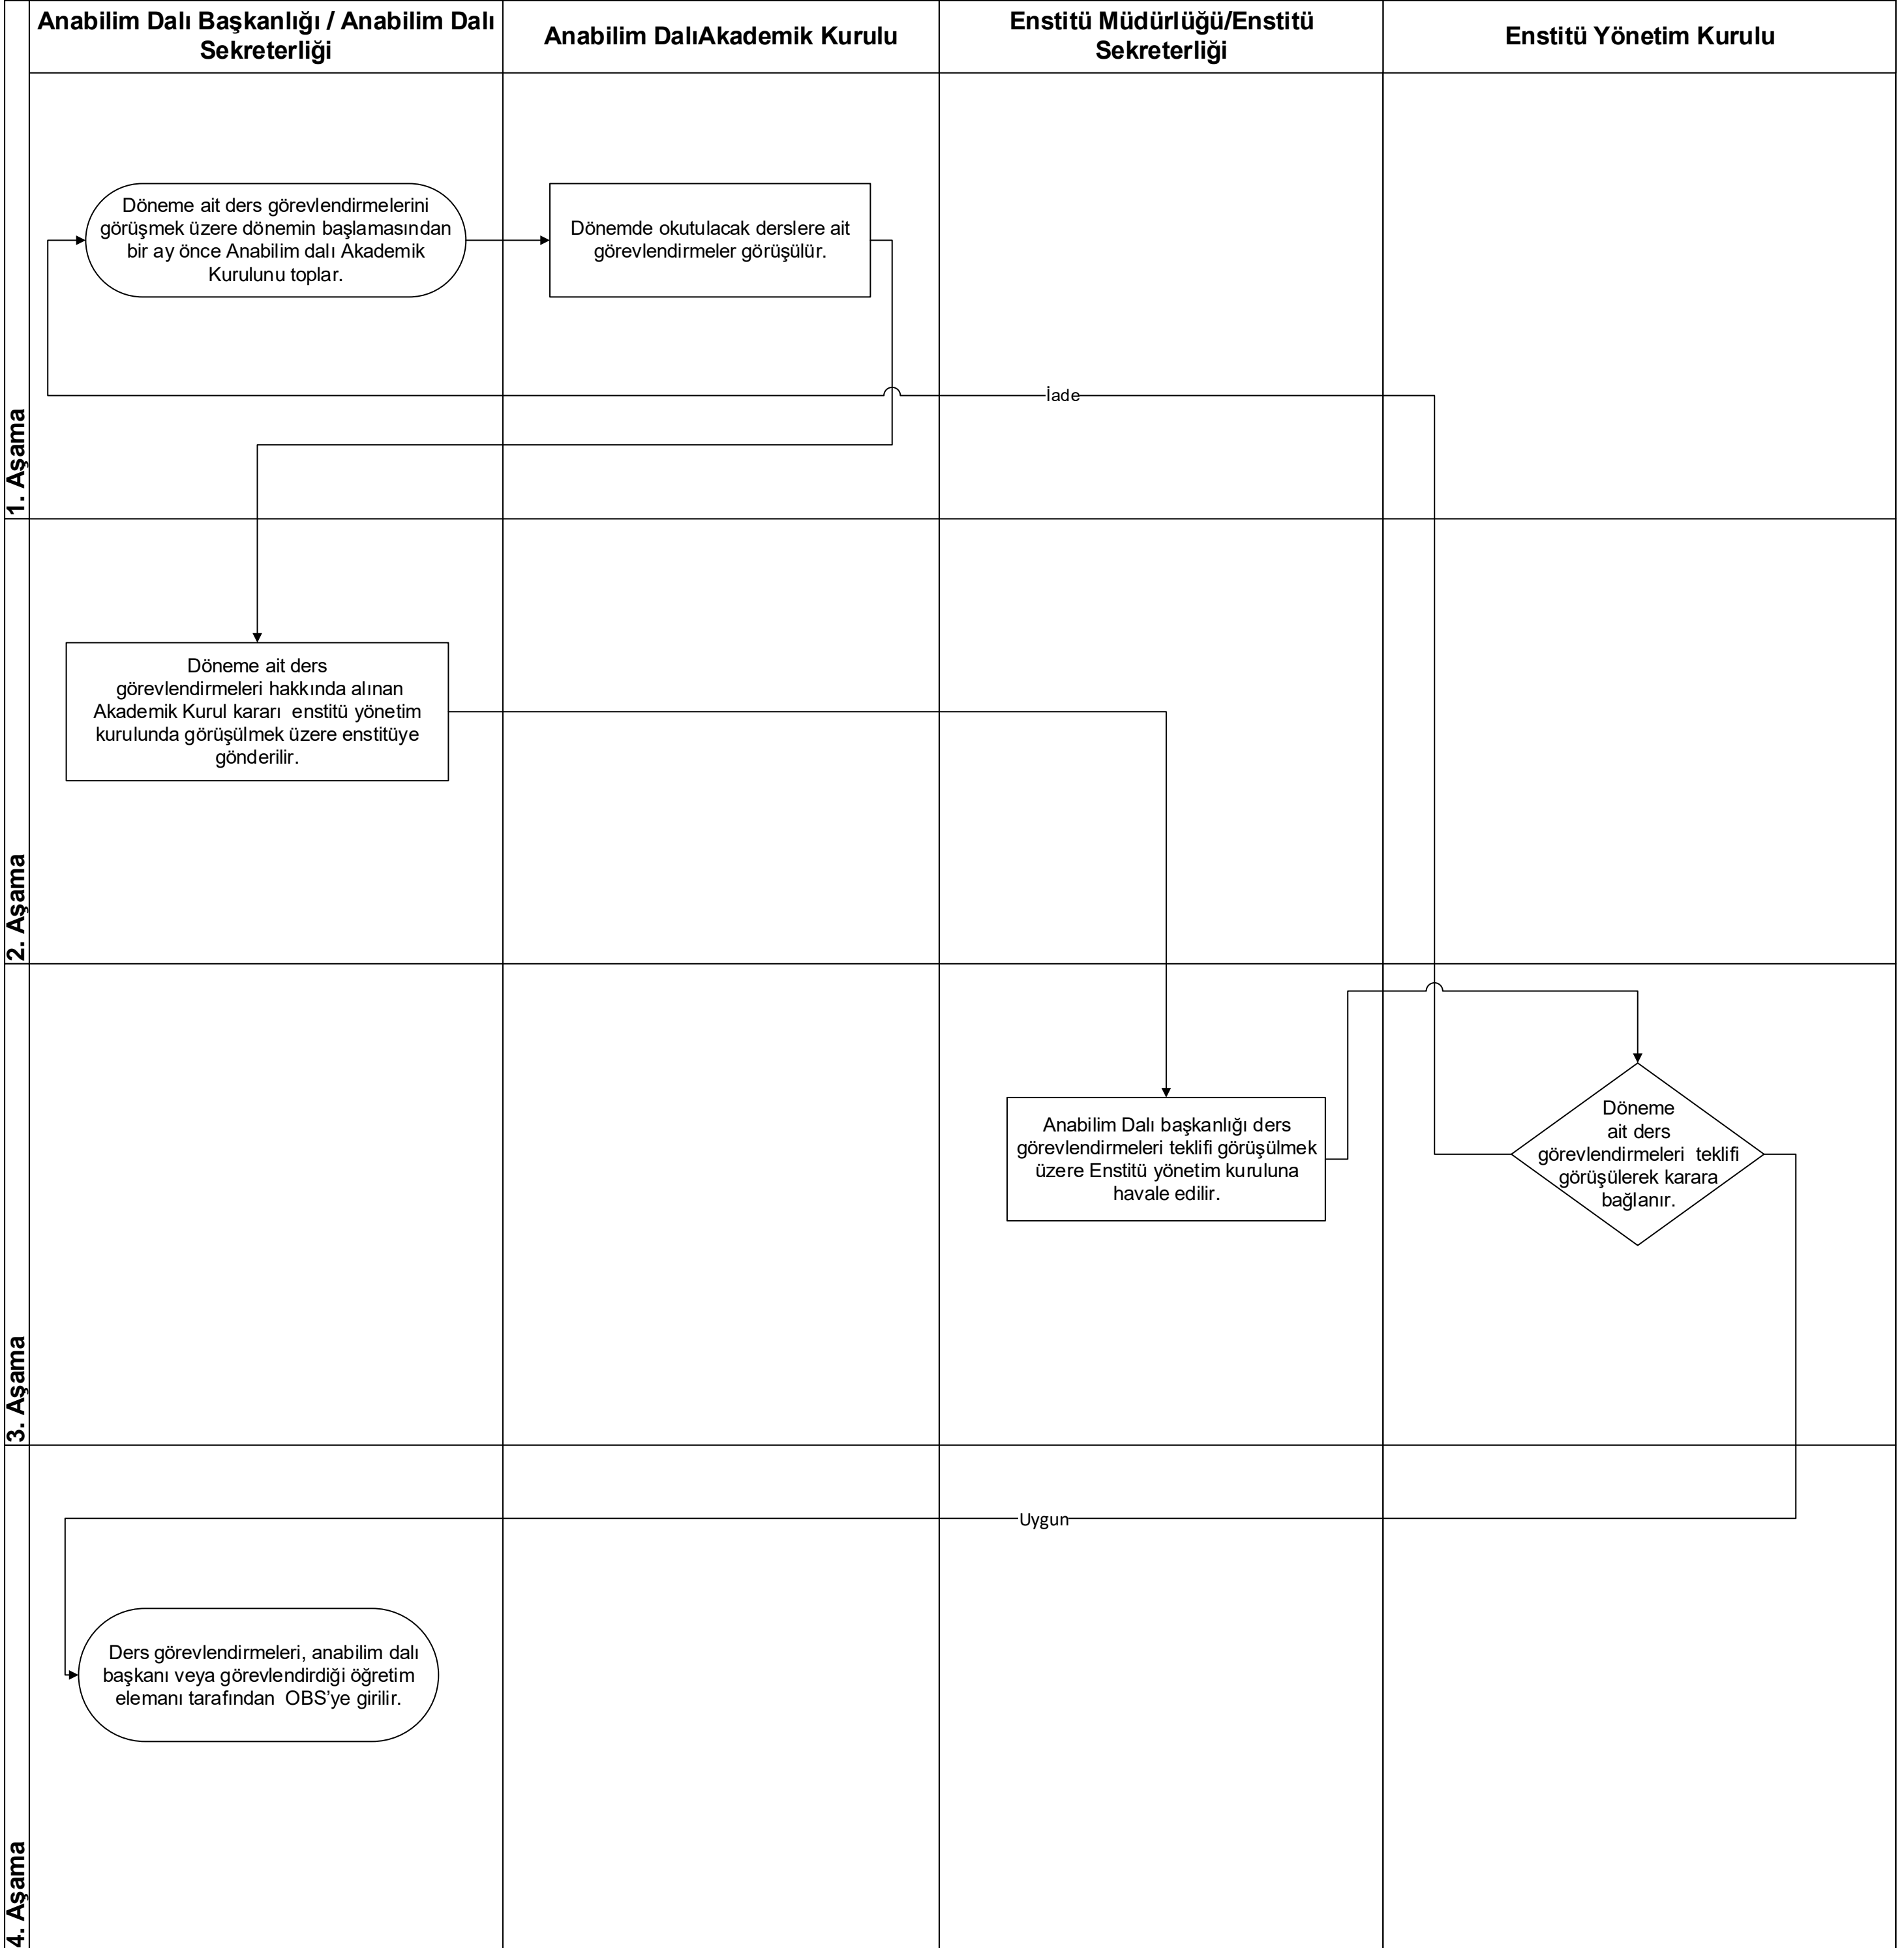 Anabilim Dalı Başkanlığı / Anabilim Dalı
Sekreterliği
Anabilim DalıAkademik Kurulu
Enstitü Müdürlüğü/Enstitü
Sekreterliği
Enstitü Yönetim Kurulu
1. Aşama
Döneme ait ders görevlendirmelerini
görüşmek üzere dönemin başlamasından
bir ay önce Anabilim dalı Akademik
Kurulunu toplar.
Dönemde okutulacak derslere ait
görevlendirmeler görüşülür.
İade
2. Aşama
Döneme ait ders
görevlendirmeleri hakkında alınan
Akademik Kurul kararı  enstitü yönetim
kurulunda görüşülmek üzere enstitüye
gönderilir.
3. Aşama
Anabilim Dalı başkanlığı ders
görevlendirmeleri teklifi görüşülmek
üzere Enstitü yönetim kuruluna
havale edilir.
Döneme
ait ders
görevlendirmeleri  teklifi
görüşülerek karara
bağlanır.
Uygun
4. Aşama
Ders görevlendirmeleri, anabilim dalı
başkanı veya görevlendirdiği öğretim
elemanı tarafından  OBS’ye girilir.